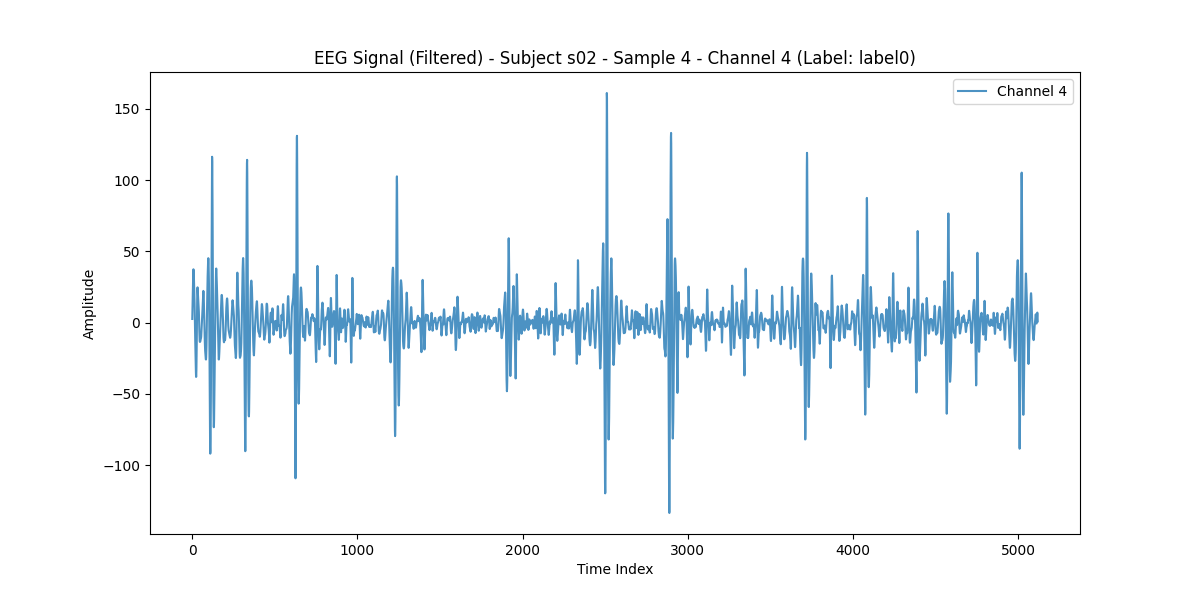 EEG Signal (Filtered) - Subject s02 - Sample 4 - Channel 4 (Label: label0)
Channel 4
150
100
50
0
−50
−100
Amplitude
0 1000 2000 3000 4000 5000
Time Index